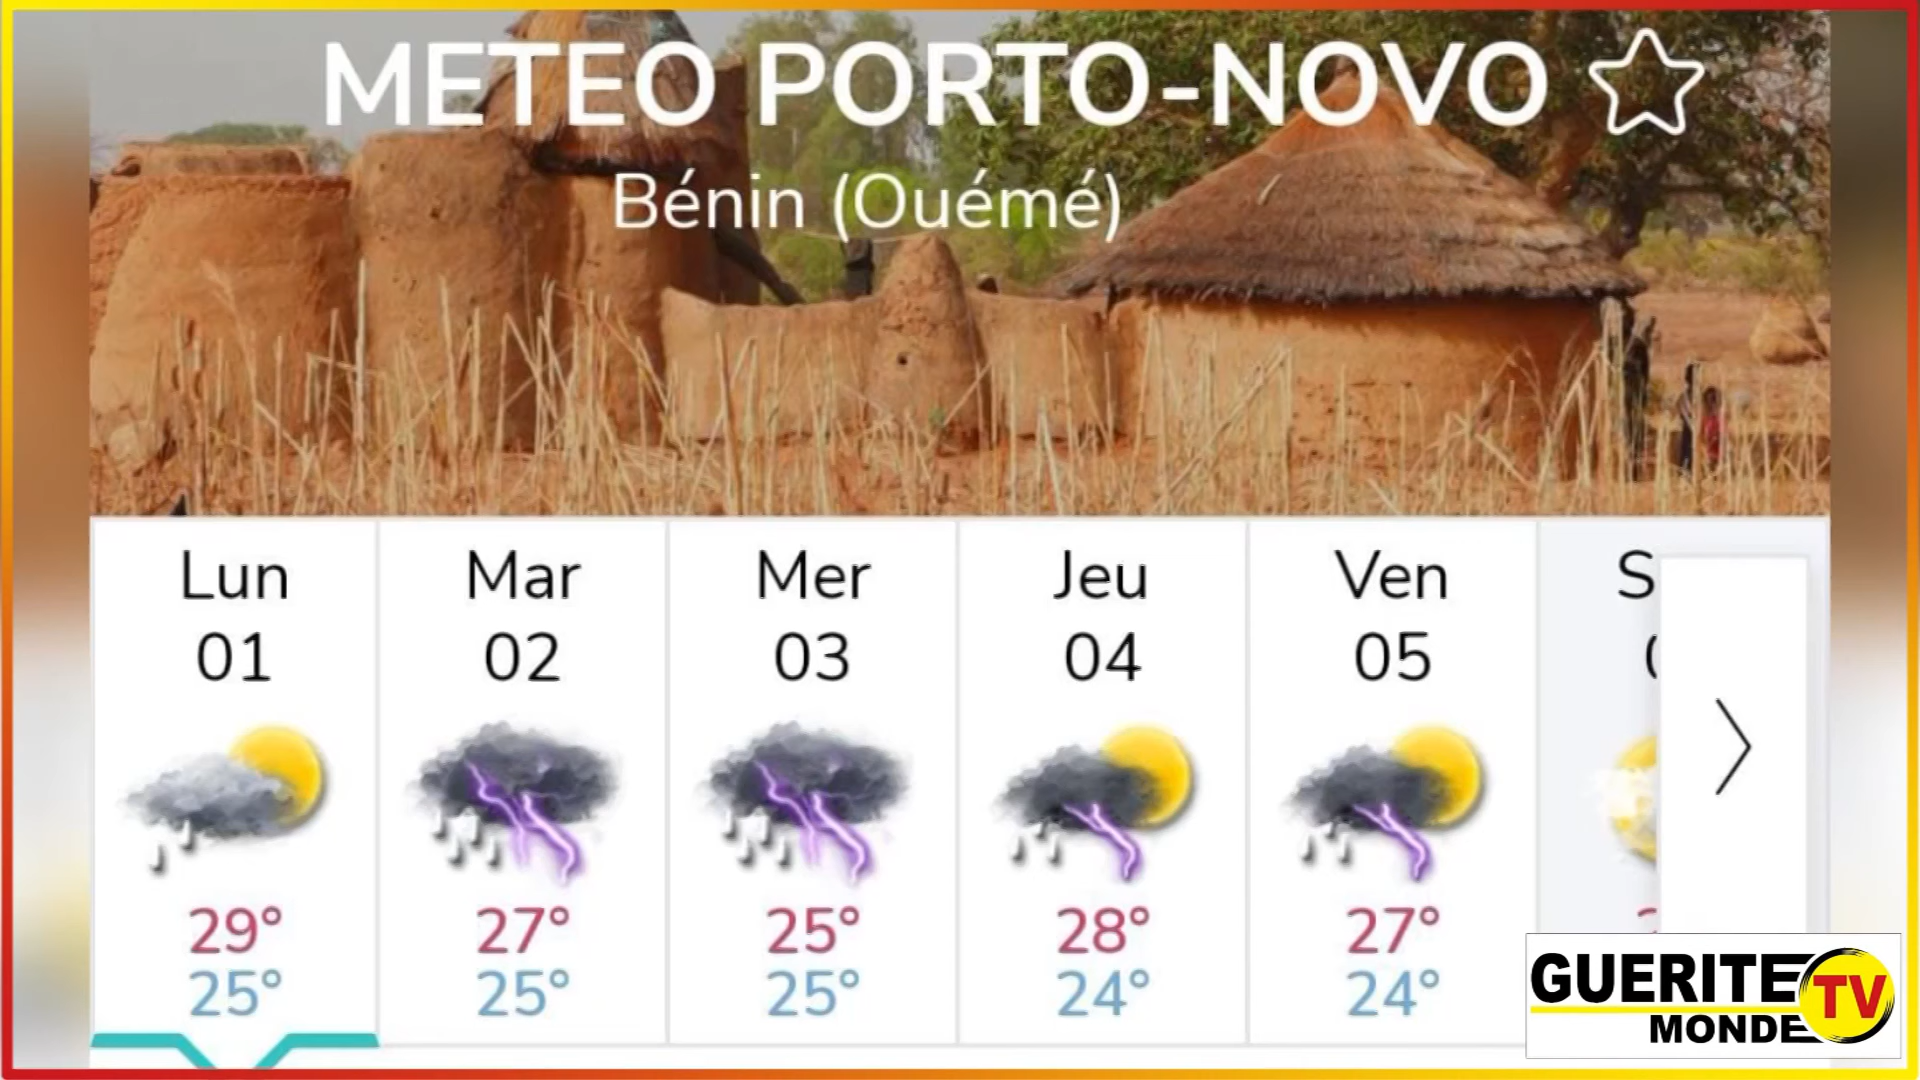 METEO PORTO-NOVO
Bénin (Ouémé)
Lun
01
29°
25°
Mar
02
27°
25°
Mer
03
25°
25°
Jeu
04
28°
24°
Ven
05
27°
24°
S
GUERITE TV
MONDE